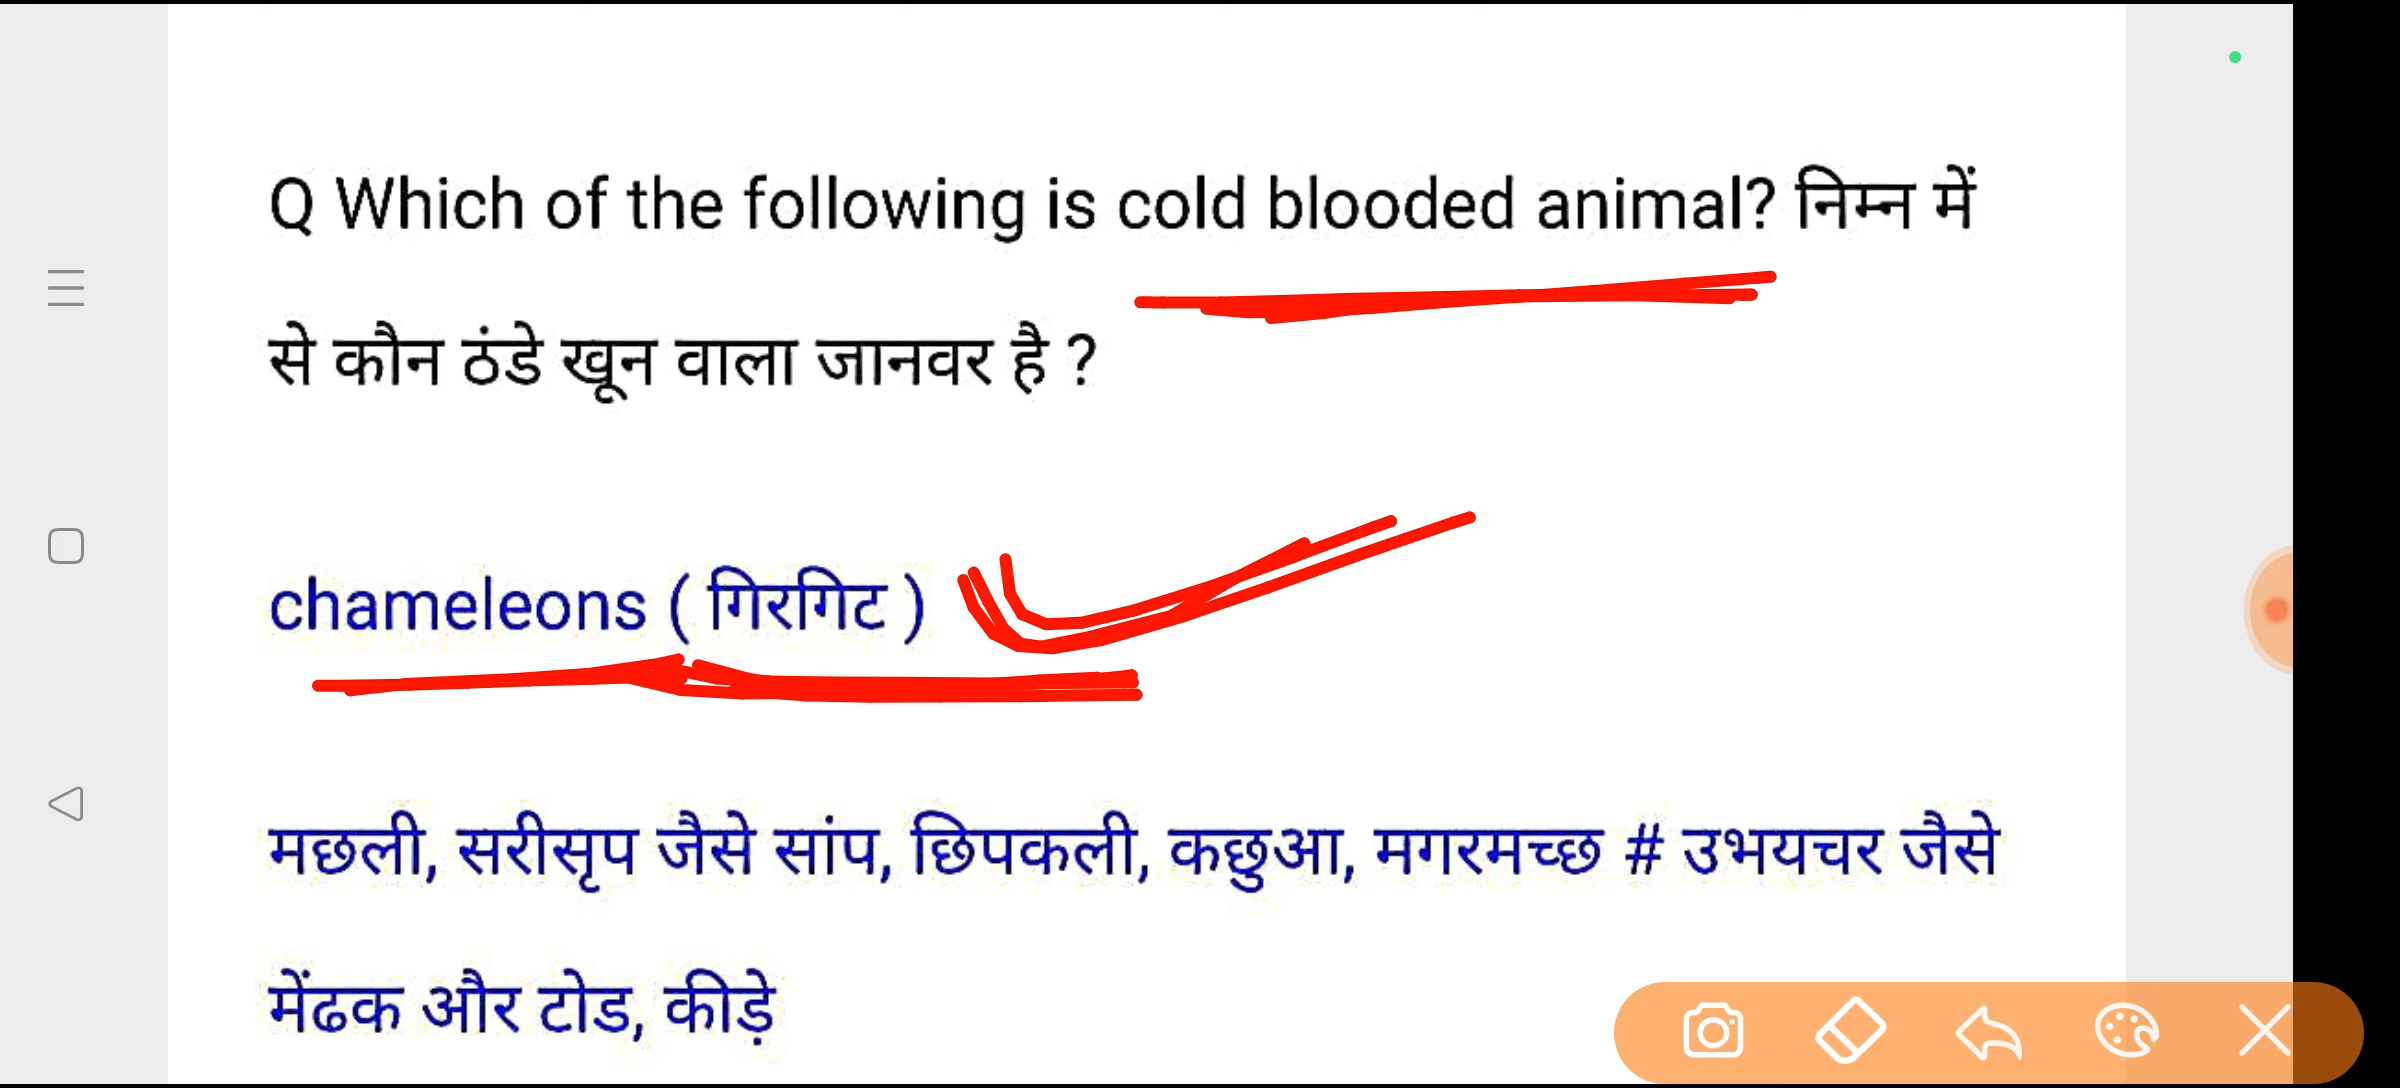 Q Which of the following is cold blooded animal? निम्न में
से कौन ठंडे खून वाला जानवर है ?
chameleons ( गिरगिट )
मछली, सरीसृप जैसे सांप, छिपकली, कछुआ, मगरमच्छ # उभयचर जैसे
मेंढक और टोड, कीड़े